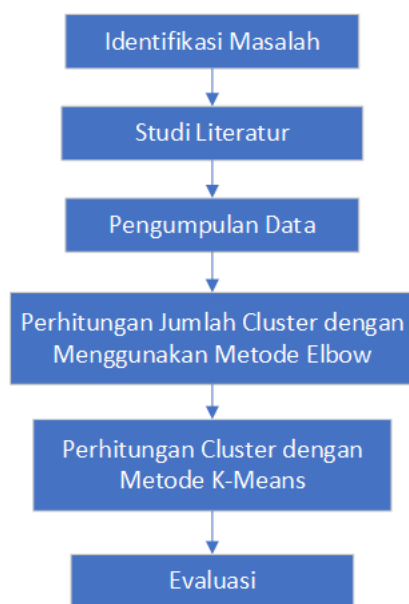 Identifikasi Masalah
Studi Literatur
Pengumpulan Data
Perhitungan Jumlah Cluster dengan
Menggunakan Metode Elbow
Perhitungan Cluster dengan
Metode K-Means
Evaluasi